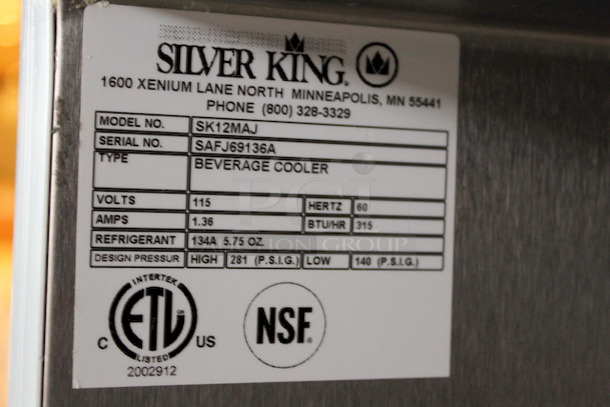 SILVER KING.
1600 XENIUM LANE NORTH MINNEAPOLIS, MN 55441
PHONE (800) 328-3329
MODEL NO. SK12MAJ
SERIAL NO. SAFJ69136A
TYPE BEVERAGE COOLER
VOLTS 115 HERTZ 60
AMPS 1.36 BTU/HR 315
REFRIGERANT 134A 5.75 OZ.
DESIGN PRESSUR HIGH 281 (P.S.I.G.) LOW 140 (P.S.I.G.)
INTERTEK
C ETL US
LISTED
2002912
NSF.
GROUP